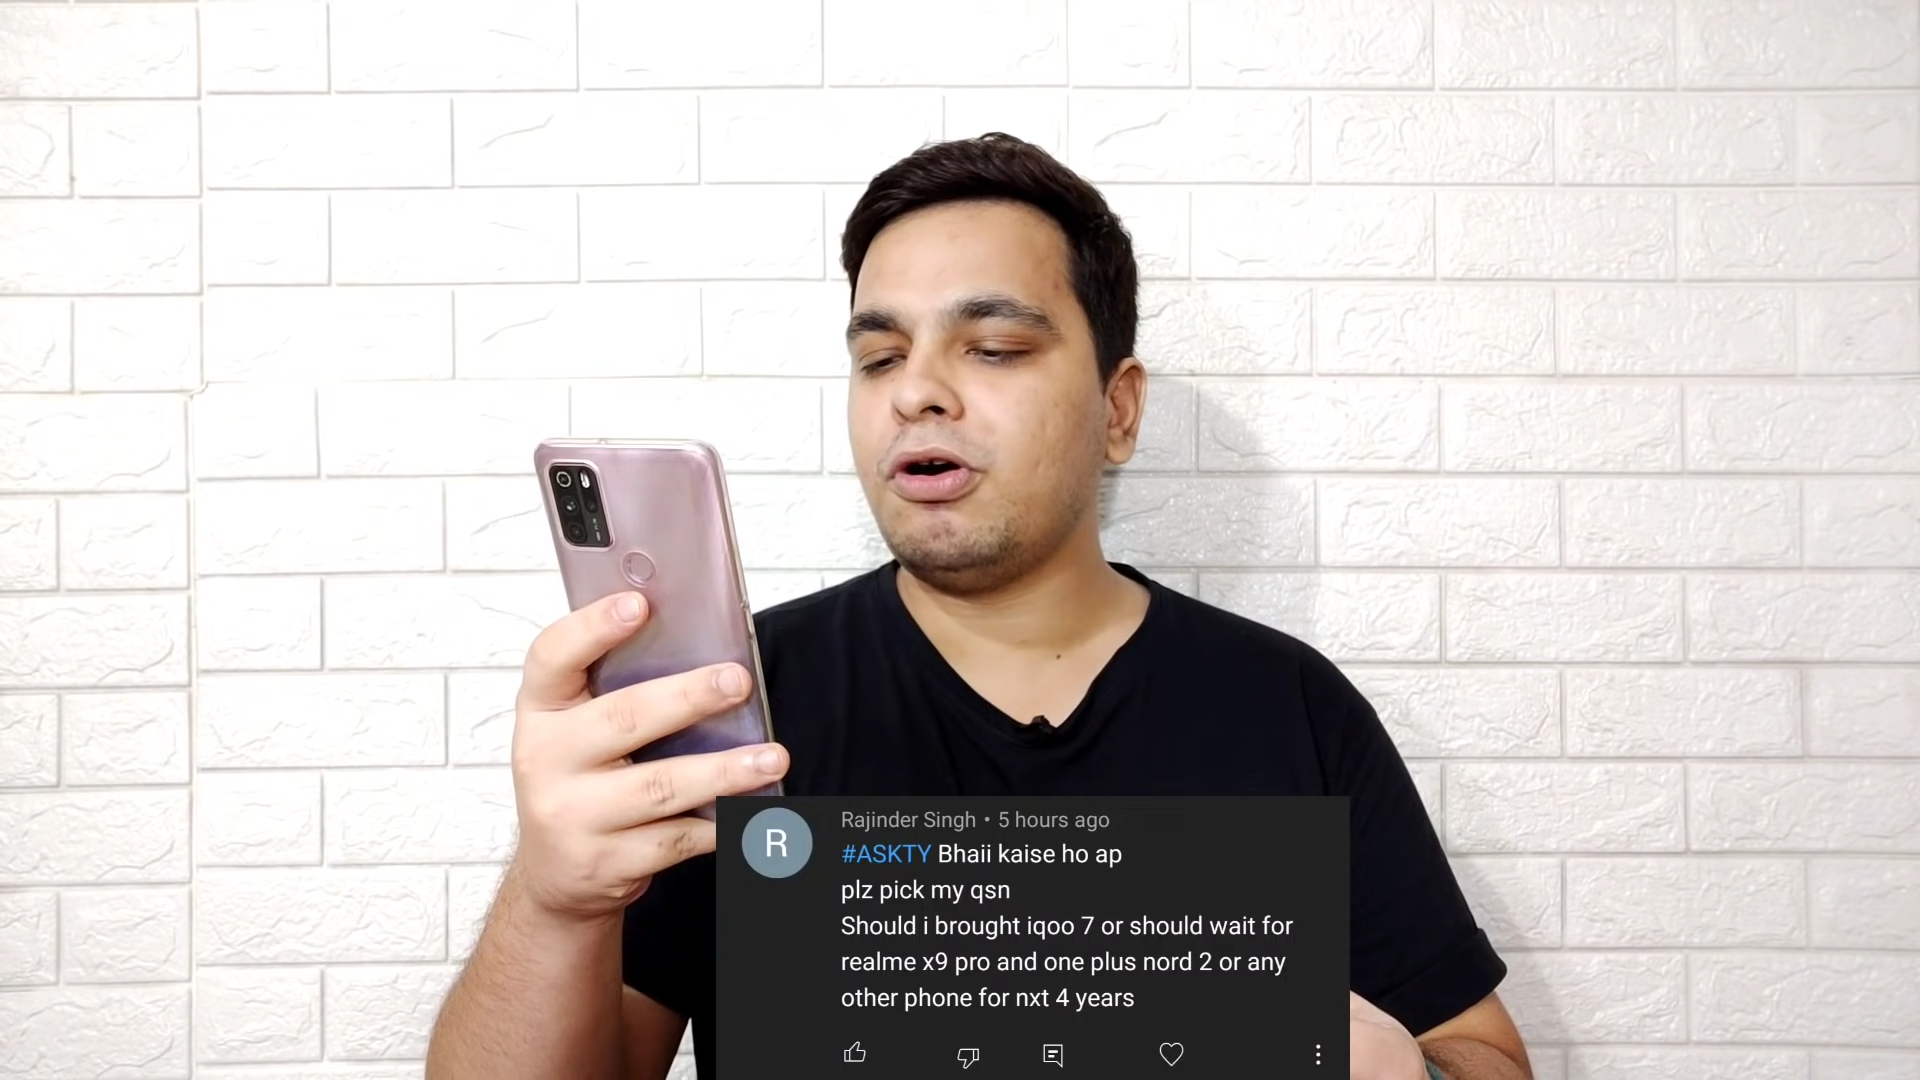 R
Rajinder Singh • 5 hours ago
#ASKTY Bhaii kaise ho ap
plz pick my qsn
Should i brought iqoo 7 or should wait for
realme x9 pro and one plus nord 2 or any
other phone for nxt 4 years